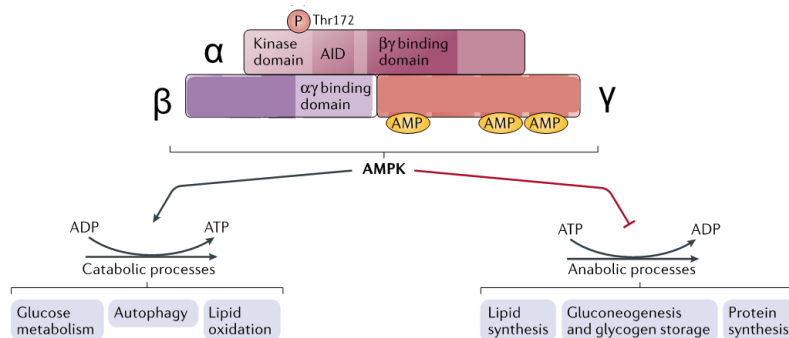 P Thr172
α
Kinase
domain
AID
βγ binding
domain
β
αγ binding
domain
γ
AMP AMP AMP
AMPK
ADP ATP
Catabolic processes
ATP ADP
Anabolic processes
Glucose
metabolism
Autophagy
Lipid
oxidation
Lipid
synthesis
Gluconeogenesis
and glycogen storage
Protein
synthesis